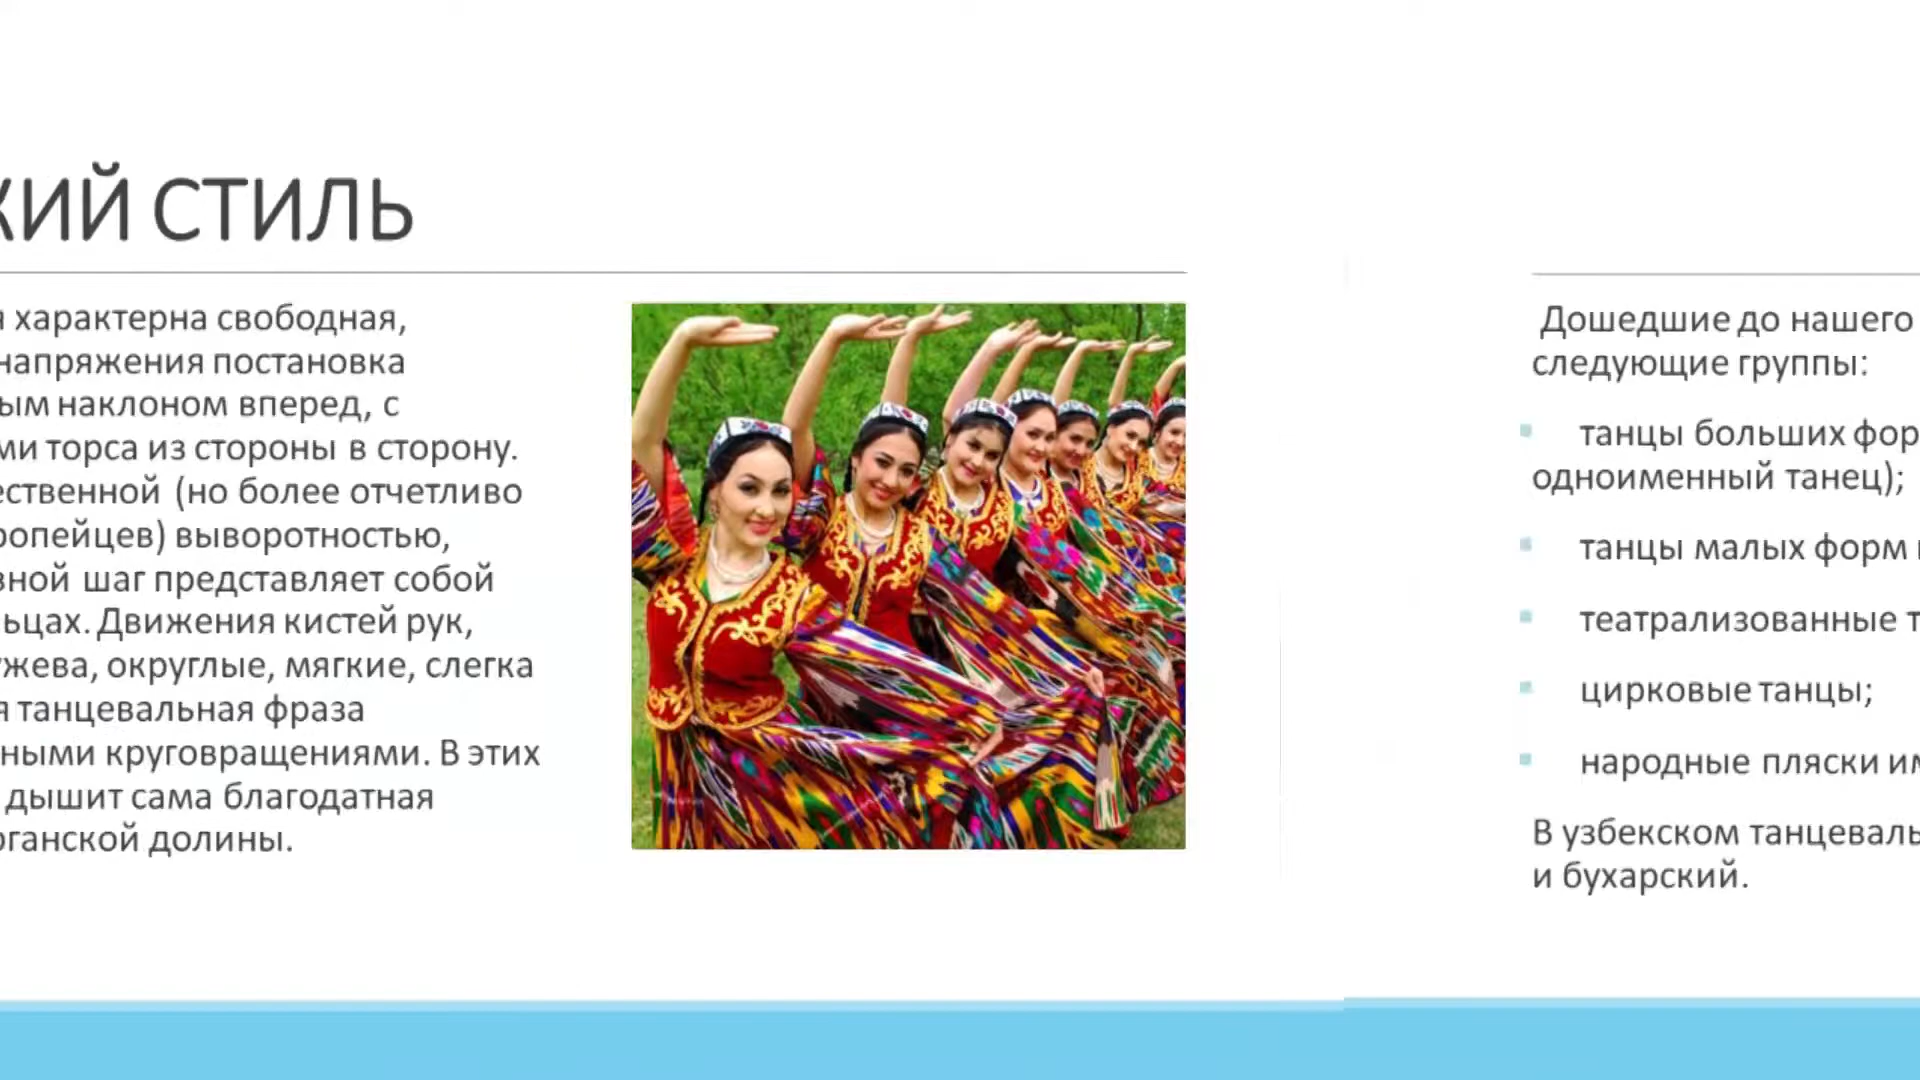 КИЙ СТИЛЬ
я характерна свободная,
напряжения постановка
ым наклоном вперед, с
ми торса из стороны в сторону.
ественной (но более отчетливо
ропейцев) выворотностью,
вной шаг представляет собой
льцах. Движения кистей рук,
ужева, округлые, мягкие, слегка
я танцевальная фраза
ными круговращениями. В этих
дышит сама благодатная
рганской долины.
Дошедшие до нашего
следующие группы:
танцы больших фор
одноименный танец);
танцы малых форм
театрализованные т
цирковые танцы;
народные пляски им
В узбекском танцеваль
и бухарский.